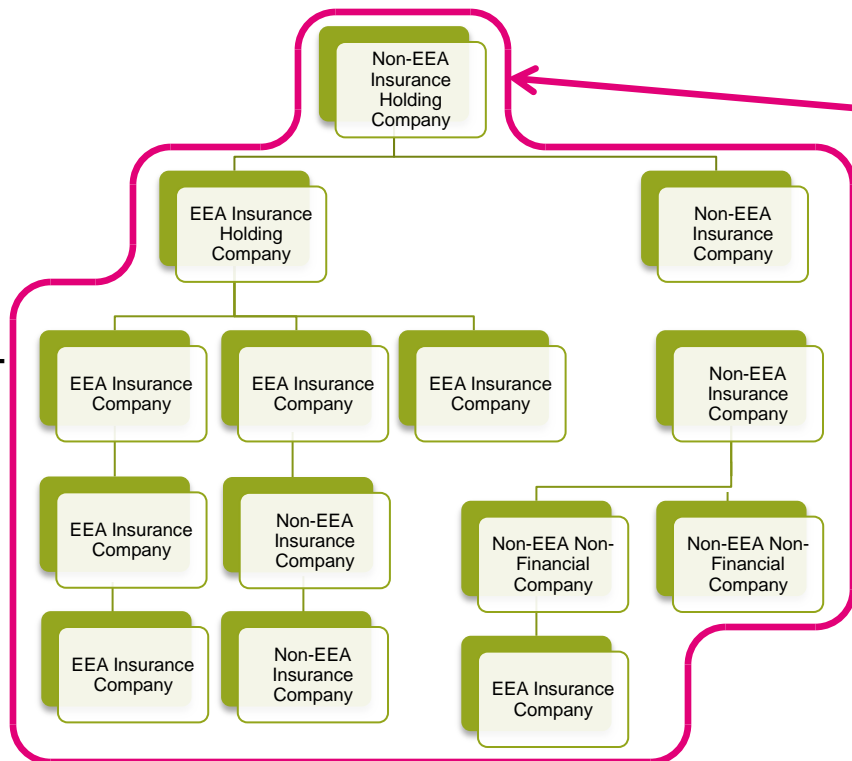 Non-EEA
Insurance
Holding
Company
EEA Insurance
Holding
Company
Non-EEA
Insurance
Company
EEA Insurance
Company
EEA Insurance
Company
EEA Insurance
Company
Non-EEA
Insurance
Company
EEA Insurance
Company
Non-EEA
Insurance
Company
Non-EEA Non-
Financial
Company
Non-EEA Non-
Financial
Company
EEA Insurance
Company
Non-EEA
Insurance
Company
EEA Insurance
Company